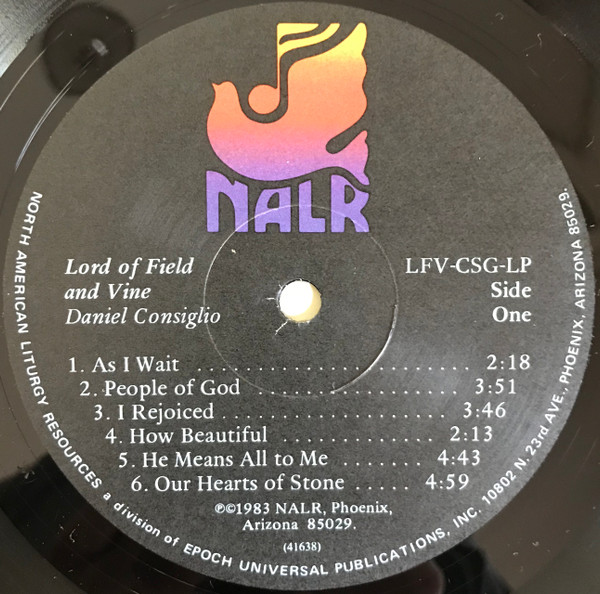 NALR
Lord of Field
and Vine
Daniel Consiglio
LFV-CSG-LP
Side
One
1. As I Wait ........................ 2:18
2. People of God .................. 3:51
3. I Rejoiced .................... 3:46
4. How Beautiful ............... 2:13
5. He Means All to Me ....... 4:43
6. Our Hearts of Stone ..... 4:59
℗©1983 NALR, Phoenix,
Arizona 85029.
(41638)
NORTH AMERICAN LITURGY RESOURCES a division of EPOCH UNIVERSAL PUBLICATIONS, INC. 10802 N. 23rd AVE., PHOENIX, ARIZONA 85029.